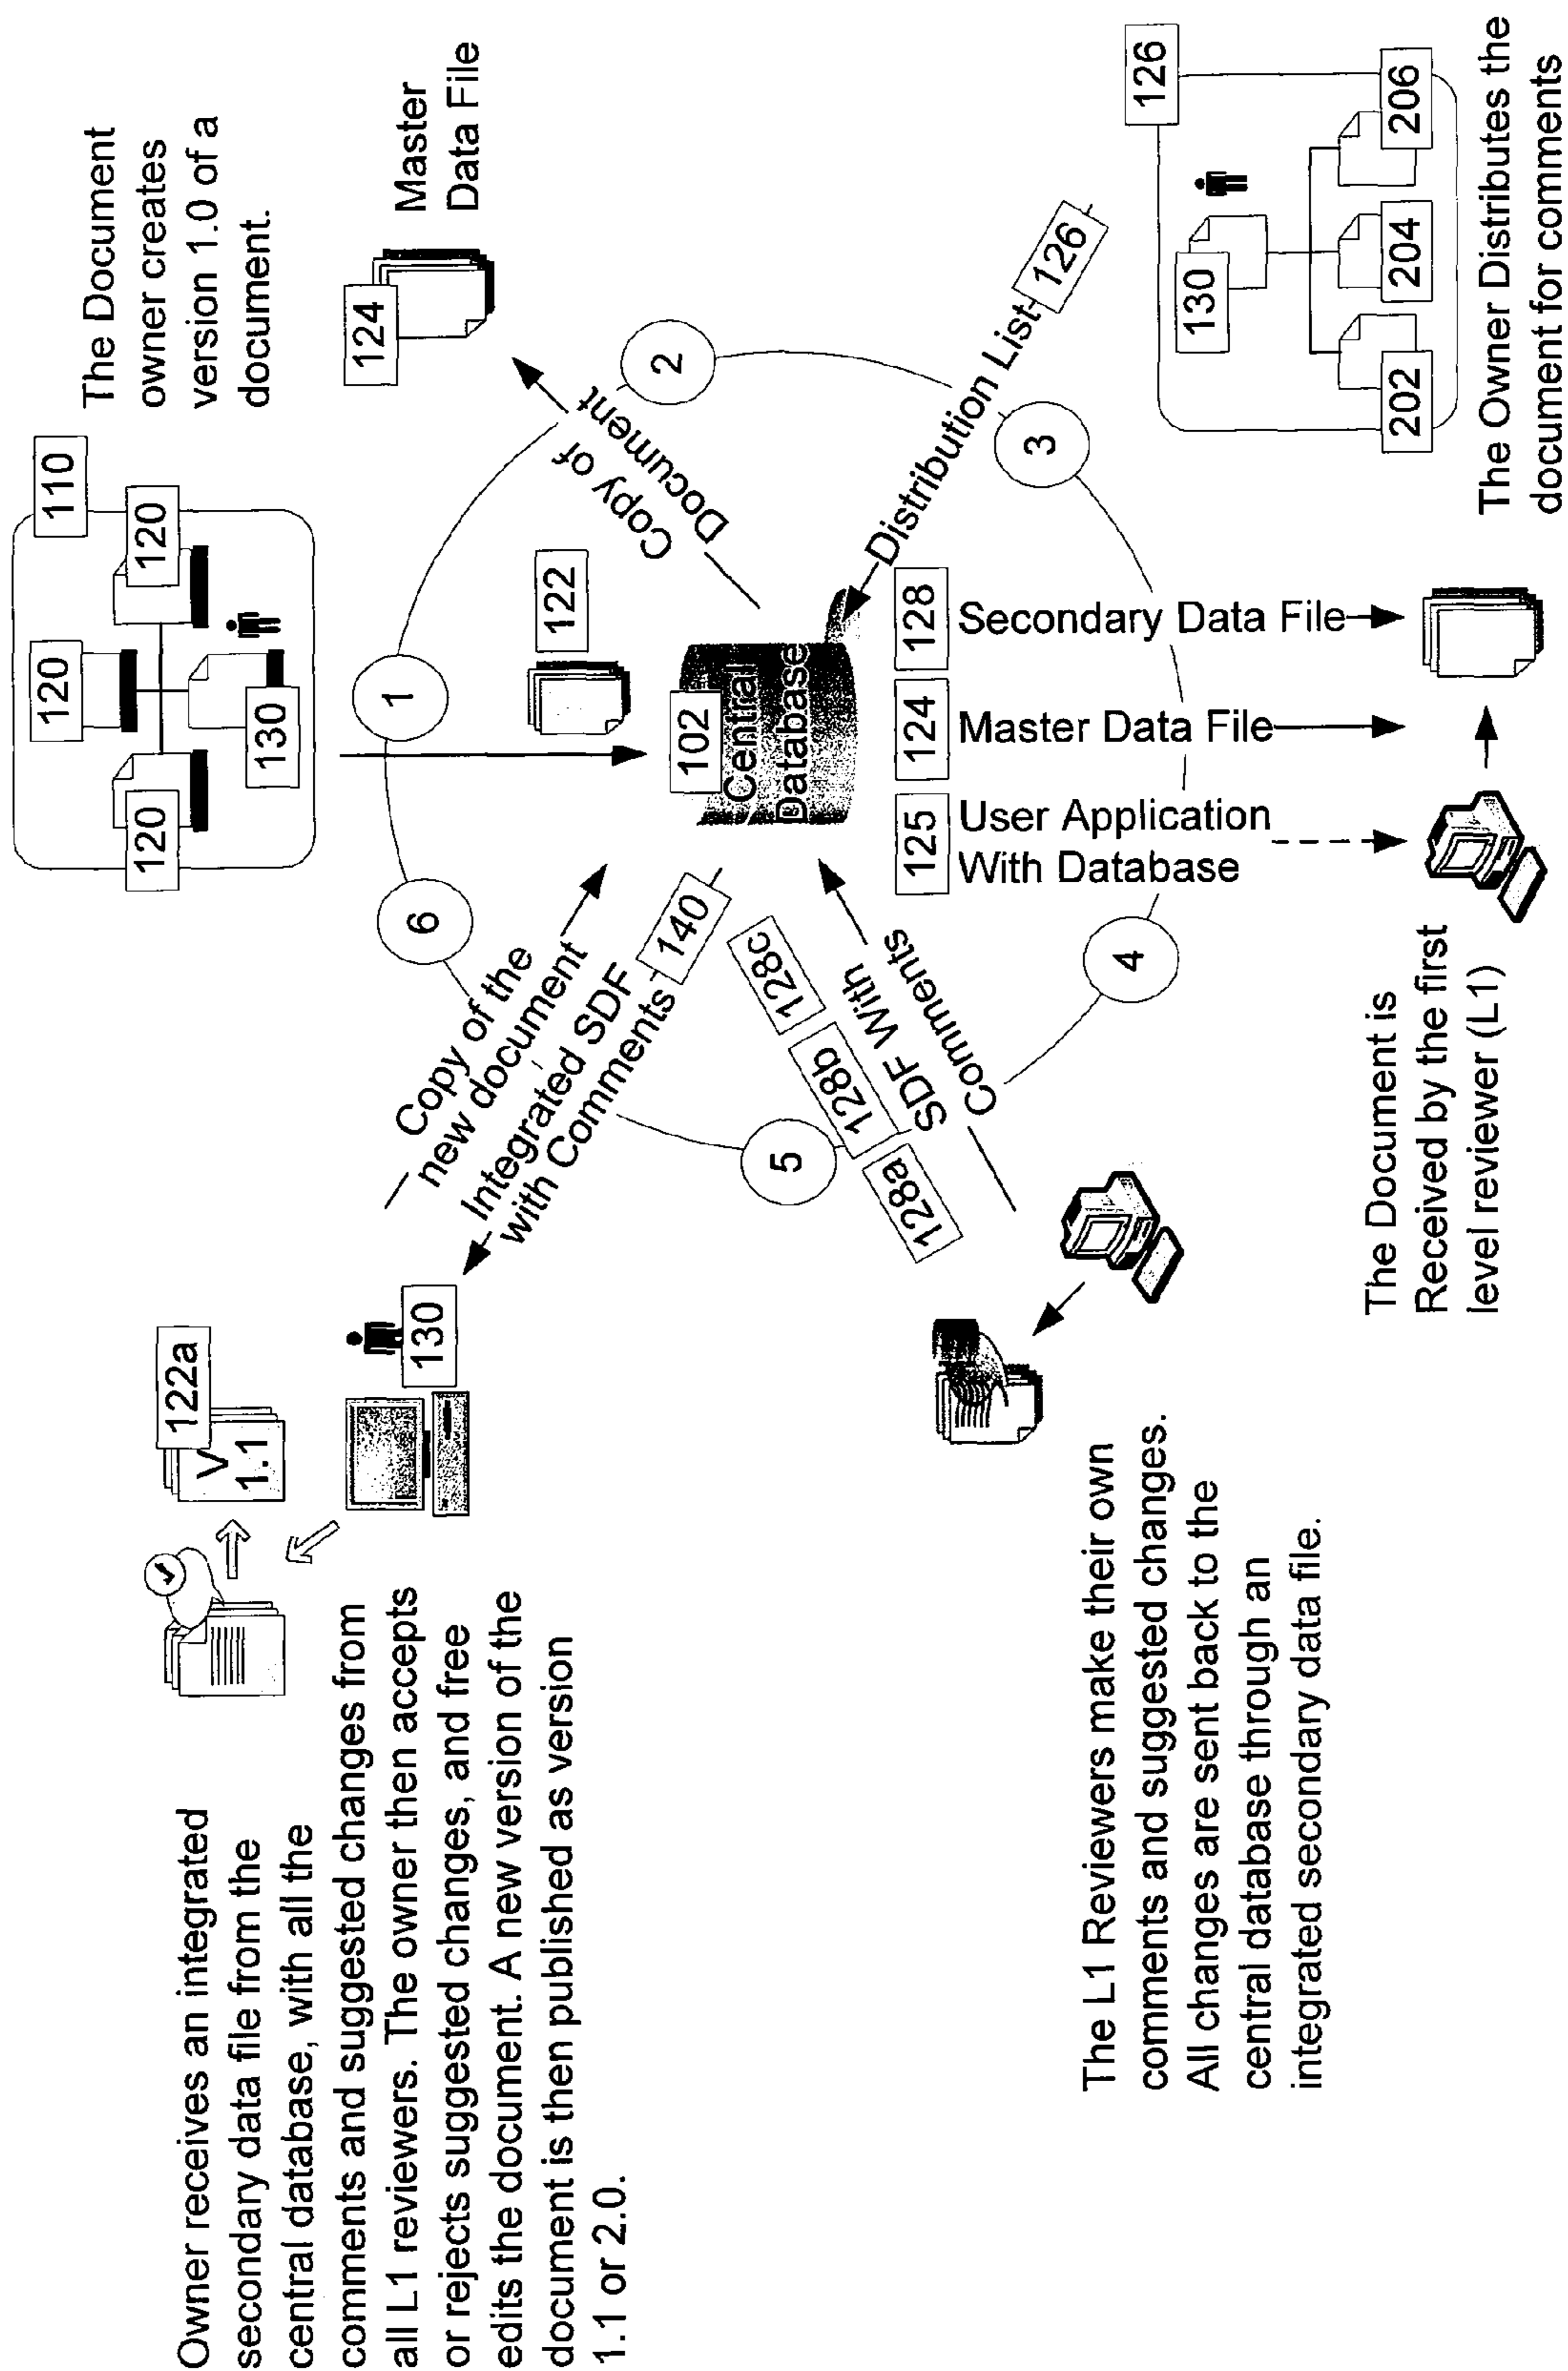 110
120
120
120
130
The Document
owner creates
version 1.0 of a
document.
124
Master
Data File
122
Copy of
Document
1
2
3
4
5
6
102
Central
Database
Distribution List
126
126
130
202
204
206
The Owner Distributes the
document for comments
128
Secondary Data File
124
Master Data File
125
User Application
With Database
The Document is
Received by the first
level reviewer (L1)
128a
128b
128c
SDF With
Comments
The L1 Reviewers make their own
comments and suggested changes.
All changes are sent back to the
central database through an
integrated secondary data file.
Copy of the
new document
Integrated SDF
with Comments
140
122a
V
1.1
130
Owner receives an integrated
secondary data file from the
central database, with all the
comments and suggested changes from
all L1 reviewers. The owner then accepts
or rejects suggested changes, and free
edits the document. A new version of the
document is then published as version
1.1 or 2.0.